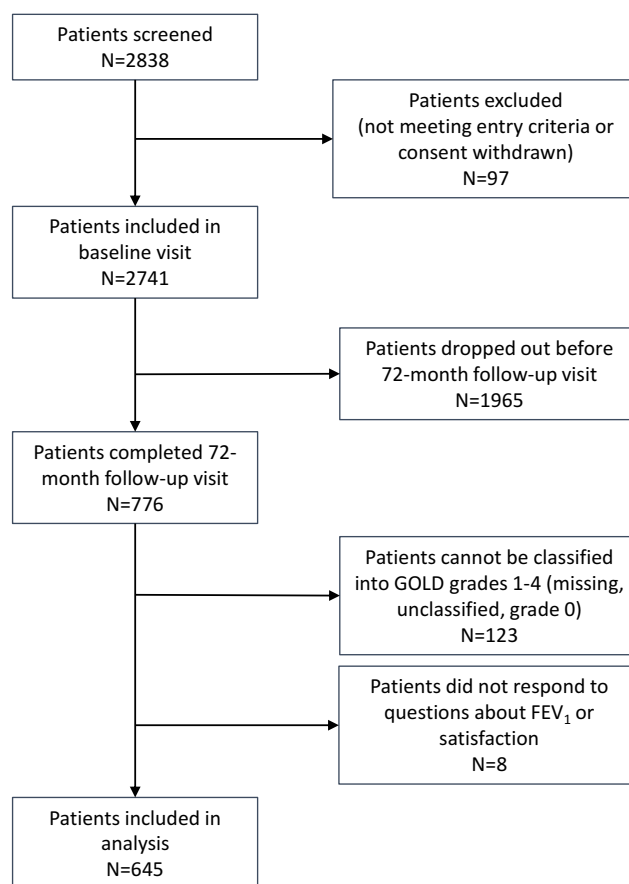 Patients screened
N=2838
Patients excluded
(not meeting entry criteria or
consent withdrawn)
N=97
Patients included in
baseline visit
N=2741
Patients dropped out before
72-month follow-up visit
N=1965
Patients completed 72-
month follow-up visit
N=776
Patients cannot be classified
into GOLD grades 1-4 (missing,
unclassified, grade 0)
N=123
Patients did not respond to
questions about FEV₁ or
satisfaction
N=8
Patients included in
analysis
N=645